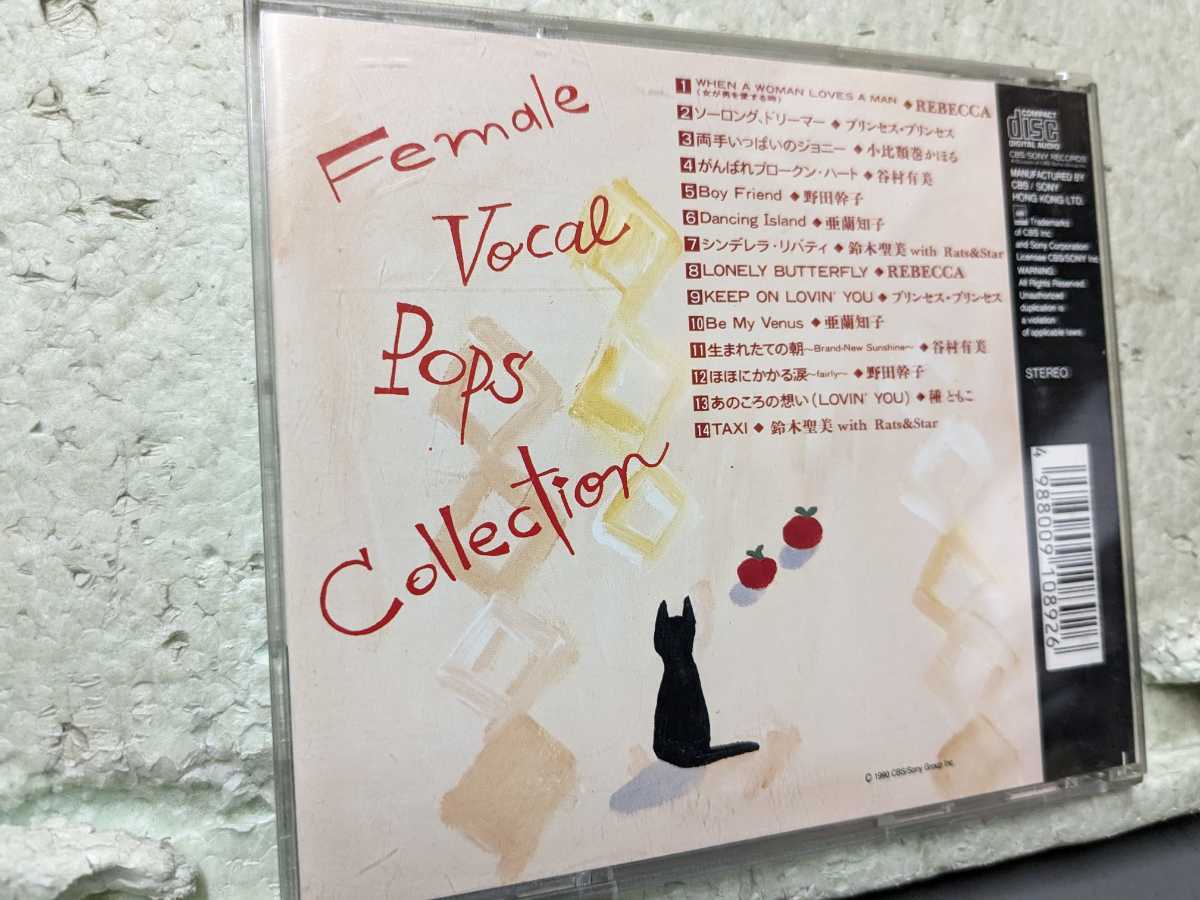 Female
Vocal
Pops
Collection
1 WHEN A WOMAN LOVES A MAN ◆ REBECCA
(女が男を愛する時)
2 ソーロング、ドリーマー ◆ プリンセス・プリンセス
3 両手いっぱいのジョニー ◆ 小比類巻かほる
4 がんばれブロークン・ハート ◆ 谷村有美
5 Boy Friend ◆ 野田幹子
6 Dancing Island ◆ 亜蘭知子
7 シンデレラ・リバティ ◆ 鈴木聖美 with Rats&Star
8 LONELY BUTTERFLY ◆ REBECCA
9 KEEP ON LOVIN' YOU ◆ プリンセス・プリンセス
10 Be My Venus ◆ 亜蘭知子
11 生まれたての朝〜Brand-New Sunshine〜 ◆ 谷村有美
12 ほほにかかる涙〜fairly〜 ◆ 野田幹子
13 あのころの想い (LOVIN' YOU) ◆ 種ともこ
14 TAXI ◆ 鈴木聖美 with Rats&Star
COMPACT
disc
DIGITAL AUDIO
CBS/SONY RECORDS
MANUFACTURED BY
CBS / SONY
HONG KONG LTD.
Trademarks
of CBS Inc.
and Sony Corporation
Licensee CBS/SONY Inc.
WARNING:
All Rights Reserved.
Unauthorized
duplication is
a violation
of applicable laws.
STEREO
4 988009 108926
© 1990 CBS/Sony Group Inc.